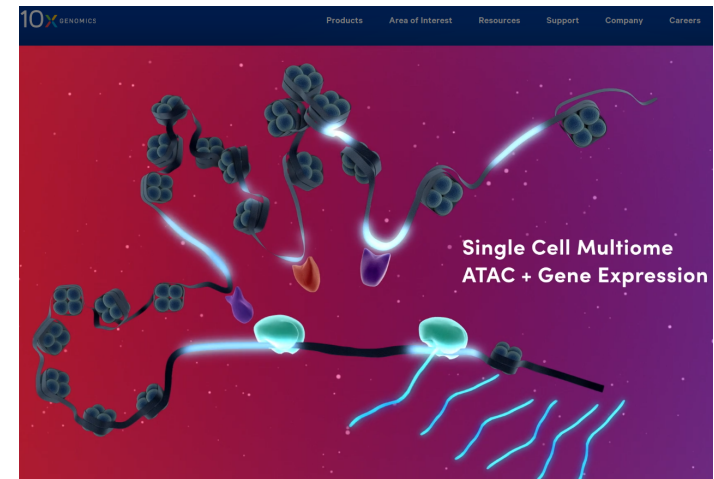 10X GENOMICS
Products Area of Interest Resources Support Company Careers
Single Cell Multiome
ATAC + Gene Expression